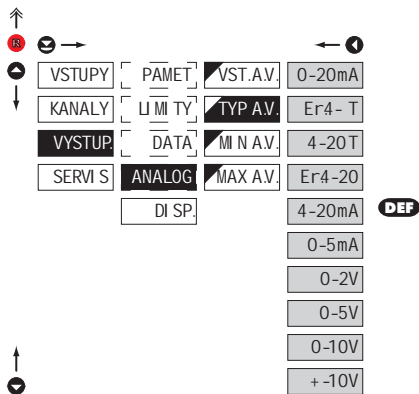 R
VSTUPY PAMET VST.A.V. 0-20mA
KANALY LIMITY TYP A.V. Er4-T
VYSTUP. DATA MIN A.V. 4-20T
SERVIS ANALOG MAX A.V. Er4-20
DISP. 4-20mA DEF
0-5mA
0-2V
0-5V
0-10V
+-10V